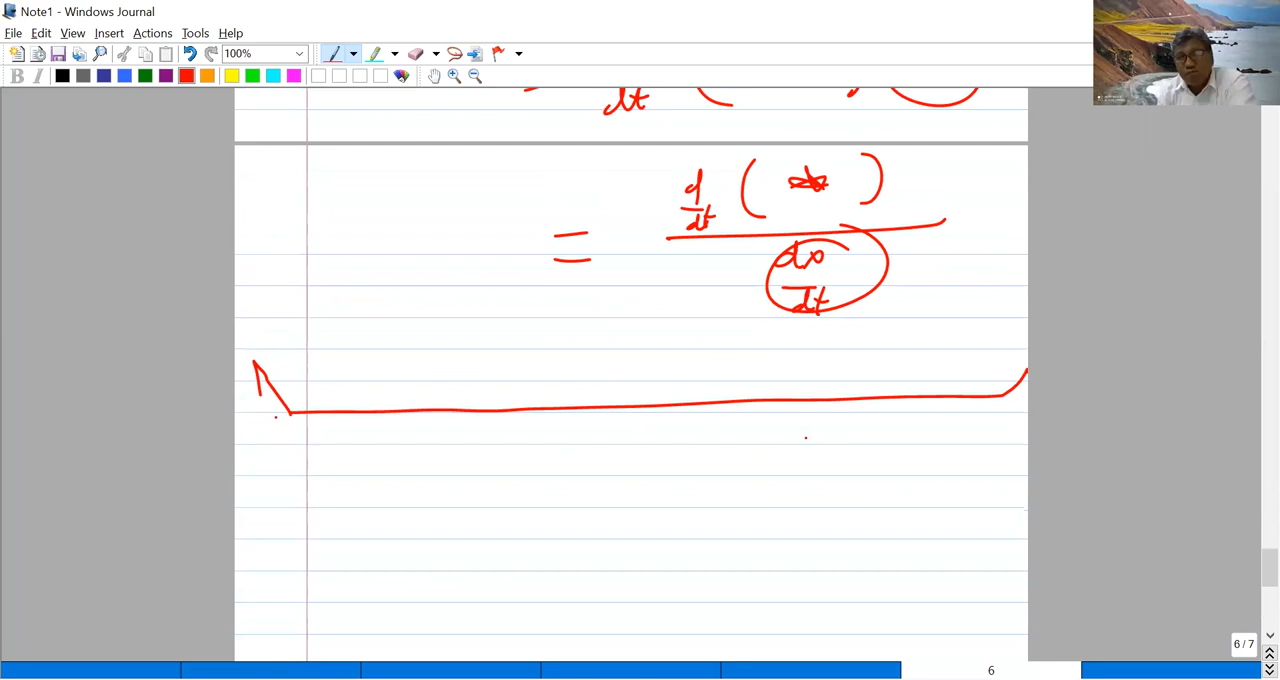 Note1 - Windows Journal
File Edit View Insert Actions Tools Help
100%
B I
dt
d/dt ( )
=
dx/dt
6 / 7
6